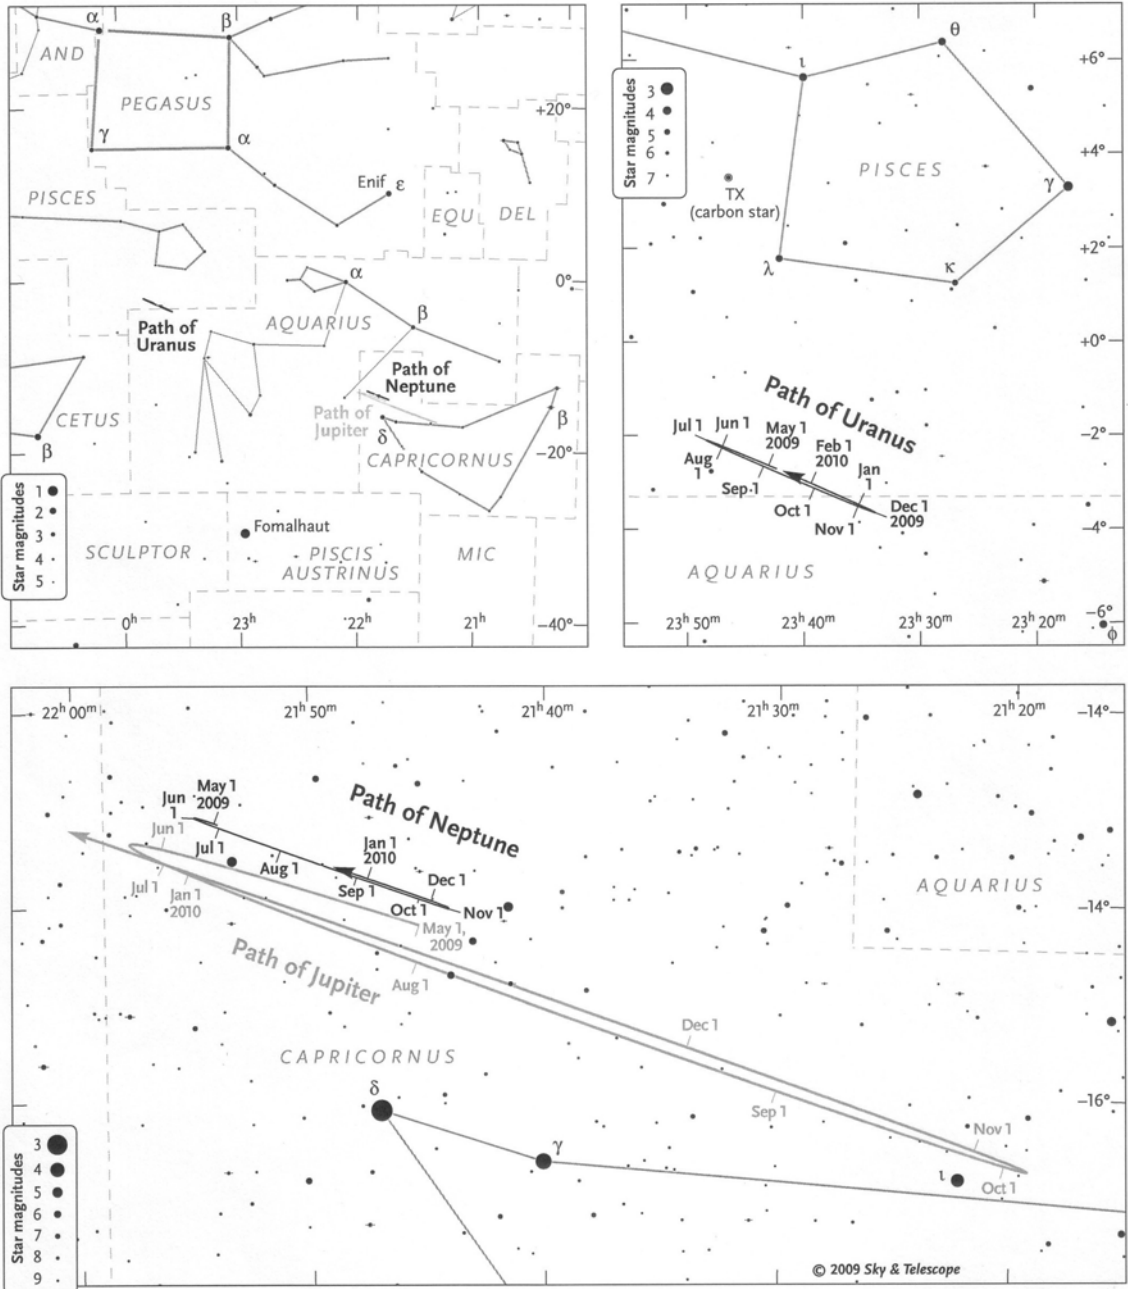 α
β
AND
PEGASUS
+20°
γ
α
Enif ε
PISCES
EQU
DEL
α
0°
AQUARIUS
β
Path of
Uranus
Path of
Neptune
Path of
Jupiter
CETUS
β
δ
β
CAPRICORNUS
−20°
Star magnitudes
1
2
3
4
5
Fomalhaut
SCULPTOR
PISCIS
AUSTRINUS
MIC
0h
23h
22h
21h
−40°
θ
ι
+6°
Star magnitudes
3
4
5
6
7
+4°
PISCES
TX
(carbon star)
γ
+2°
λ
κ
+0°
Path of Uranus
Jul 1
Jun 1
May 1
2009
Feb 1
2010
−2°
Aug
1
Jan
1
Sep 1
Oct 1
Dec 1
2009
Nov 1
−4°
AQUARIUS
−6°
23h 50m
23h 40m
23h 30m
23h 20m
ϕ
22h 00m
21h 50m
21h 40m
21h 30m
21h 20m
−14°
Jun
1
May 1
2009
Path of Neptune
Jun 1
Jul 1
Aug 1
Jan 1
2010
Sep 1
Dec 1
Oct 1
Nov 1
Jul 1
Jan 1
2010
May 1,
2009
AQUARIUS
−14°
Path of Jupiter
Aug 1
Dec 1
CAPRICORNUS
δ
Sep 1
−16°
Nov 1
γ
ι
Oct 1
Star magnitudes
3
4
5
6
7
8
9
© 2009 Sky & Telescope